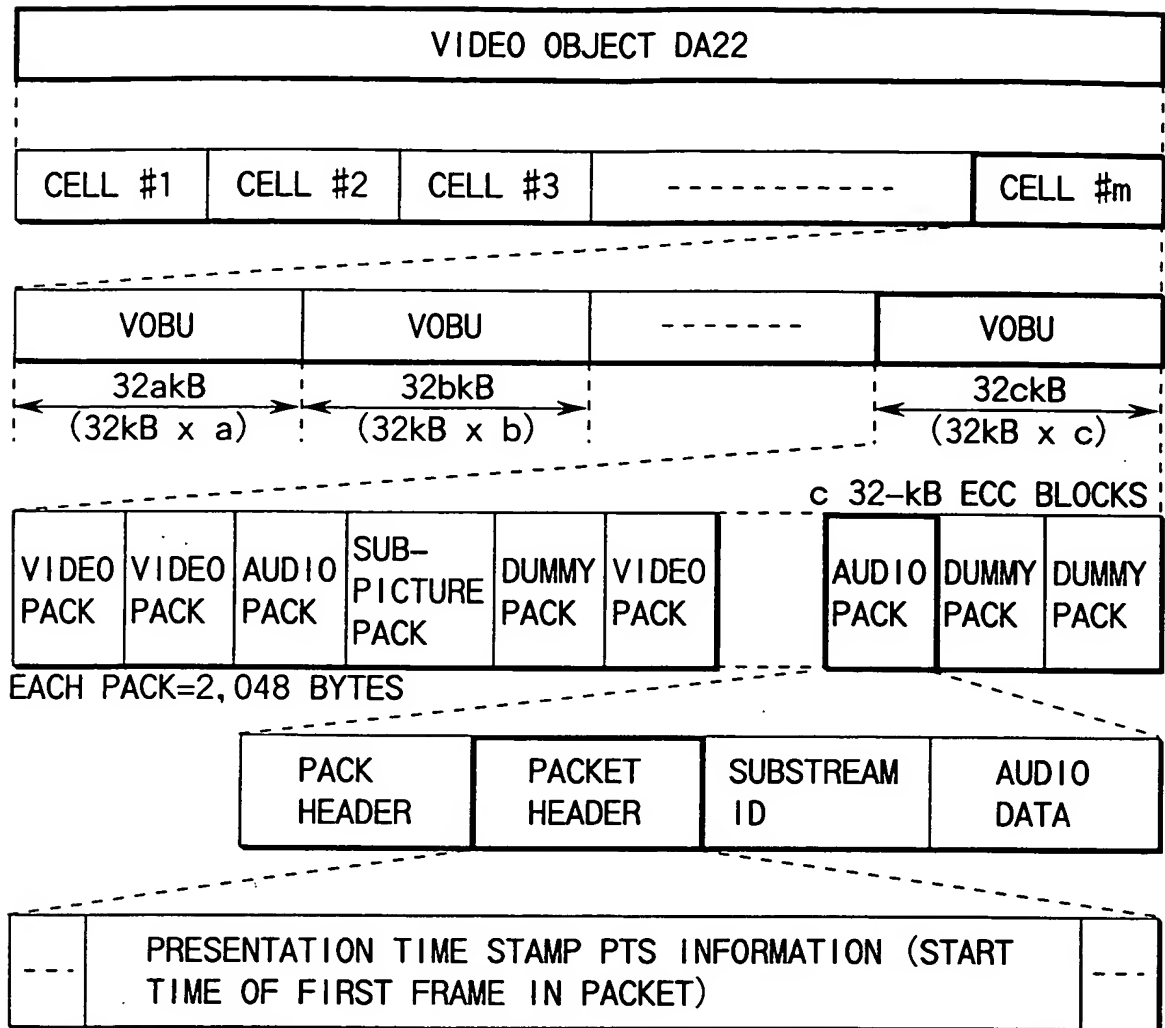 VIDEO OBJECT DA22
CELL #1 CELL #2 CELL #3 CELL #m
VOBU VOBU VOBU
32akB 32bkB 32ckB
(32kB x a) (32kB x b) (32kB x c)
c 32-kB ECC BLOCKS
VIDEO PACK
VIDEO PACK
AUDIO PACK
SUB-
PICTURE
PACK
DUMMY PACK
VIDEO PACK
AUDIO PACK
DUMMY PACK
DUMMY PACK
EACH PACK=2,048 BYTES
PACK
HEADER
PACKET
HEADER
SUBSTREAM
ID
AUDIO
DATA
PRESENTATION TIME STAMP PTS INFORMATION (START
TIME OF FIRST FRAME IN PACKET)